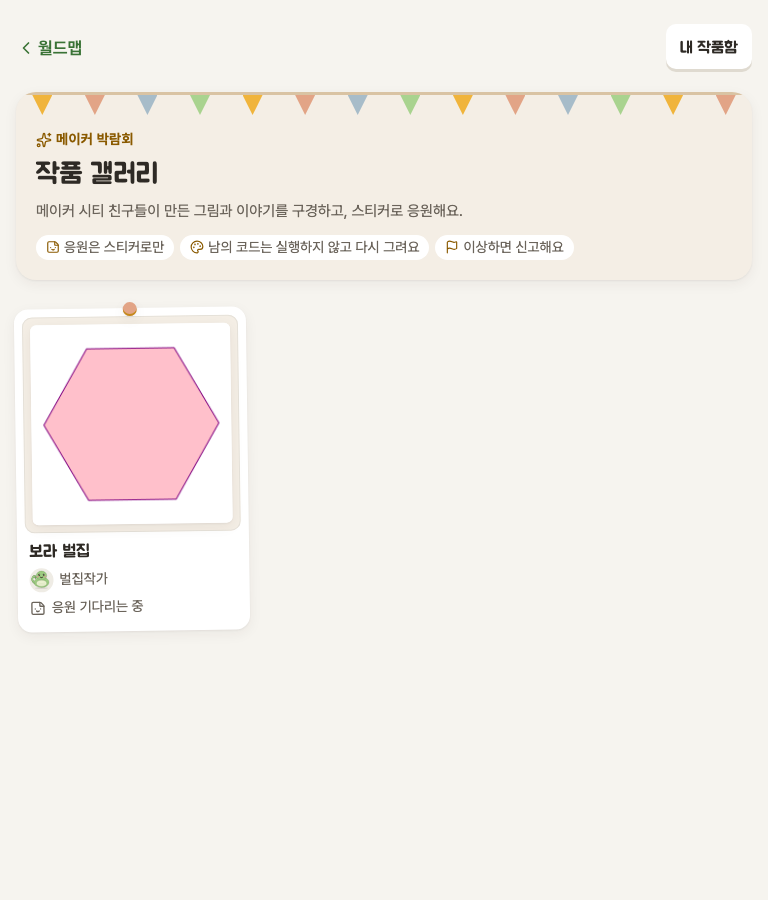 월드맵
내 작품함
메이커 박람회
작품 갤러리
메이커 시티 친구들이 만든 그림과 이야기를 구경하고, 스티커로 응원해요.
응원은 스티커로만
남의 코드는 실행하지 않고 다시 그려요
이상하면 신고해요
보라 벌집
벌집작가
응원 기다리는 중